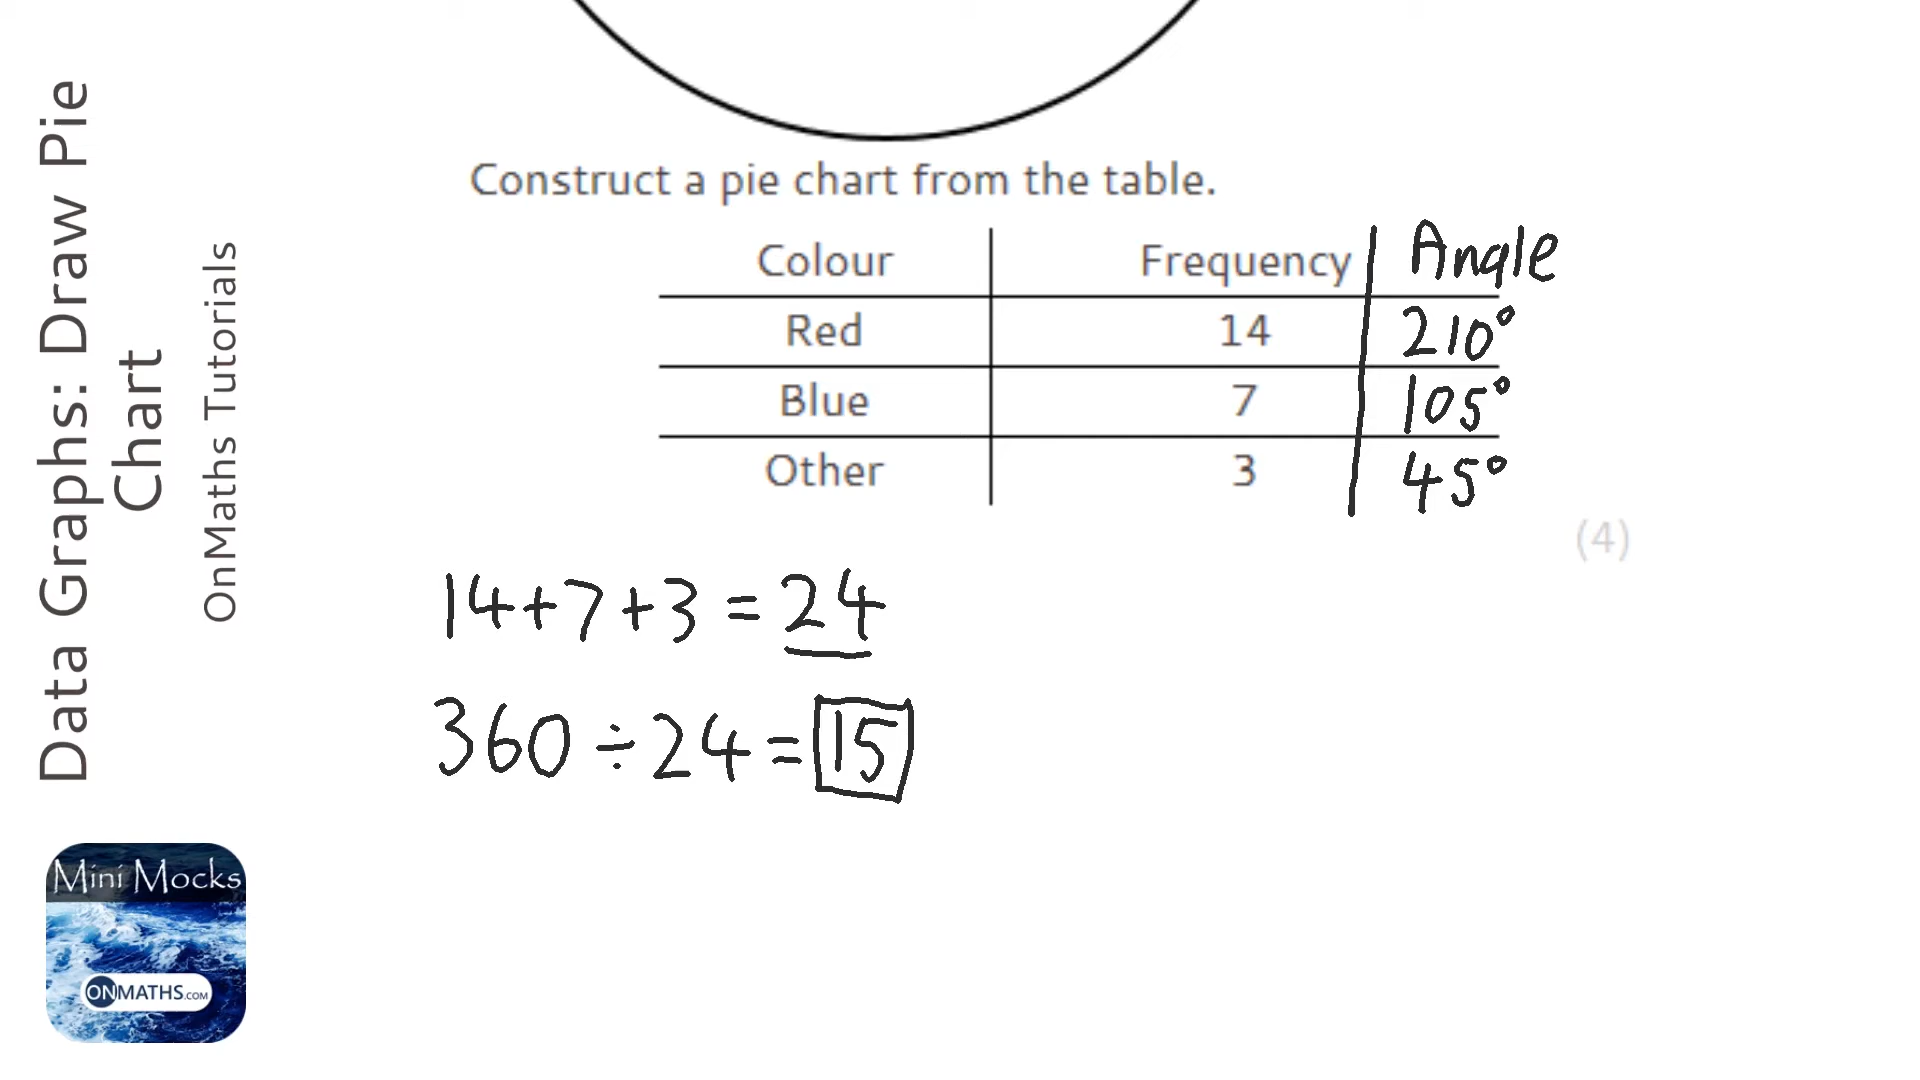 Data Graphs: Draw Pie
Chart
OnMaths Tutorials
Construct a pie chart from the table.
Colour Frequency Angle
Red 14 210°
Blue 7 105°
Other 3 45°
(4)
14+7+3 = 24
360 ÷ 24 = 15
Mini Mocks
ONMATHS.COM